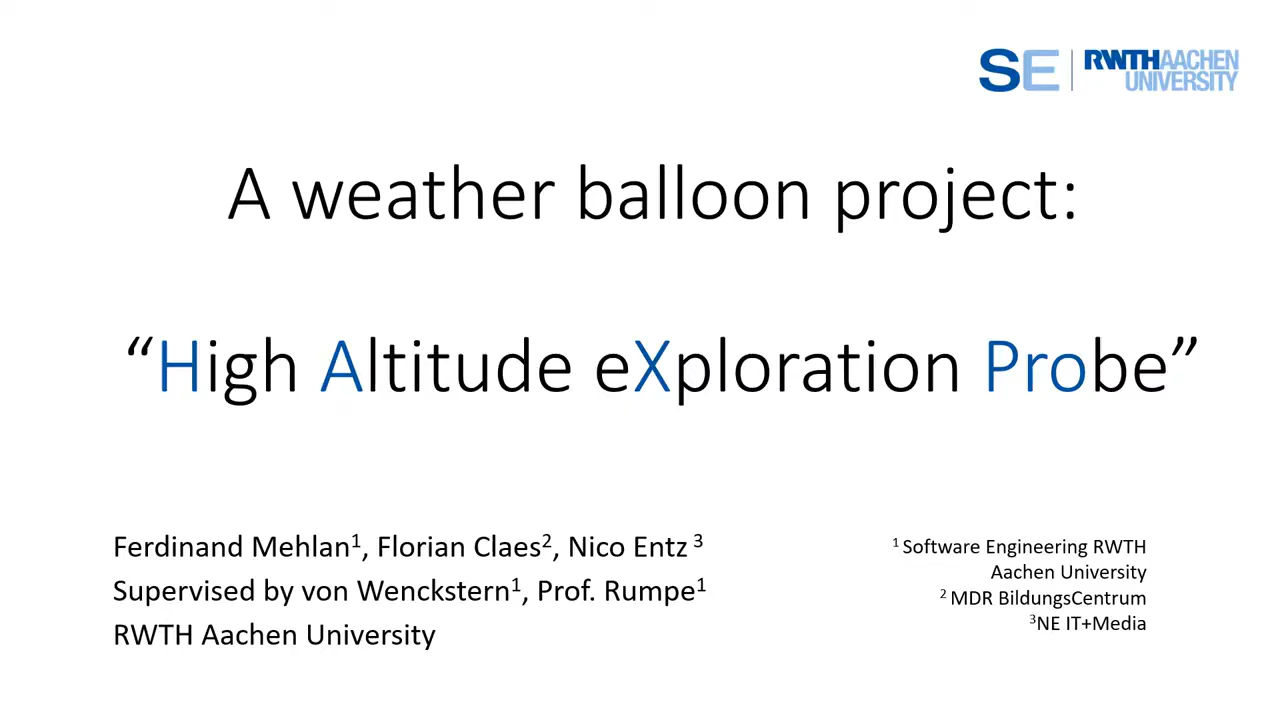 SE | RWTHAACHEN
UNIVERSITY
A weather balloon project:
“High Altitude eXploration Probe”
Ferdinand Mehlan¹, Florian Claes², Nico Entz ³
Supervised by von Wenckstern¹, Prof. Rumpe¹
RWTH Aachen University
¹ Software Engineering RWTH
Aachen University
² MDR BildungsCentrum
³NE IT+Media